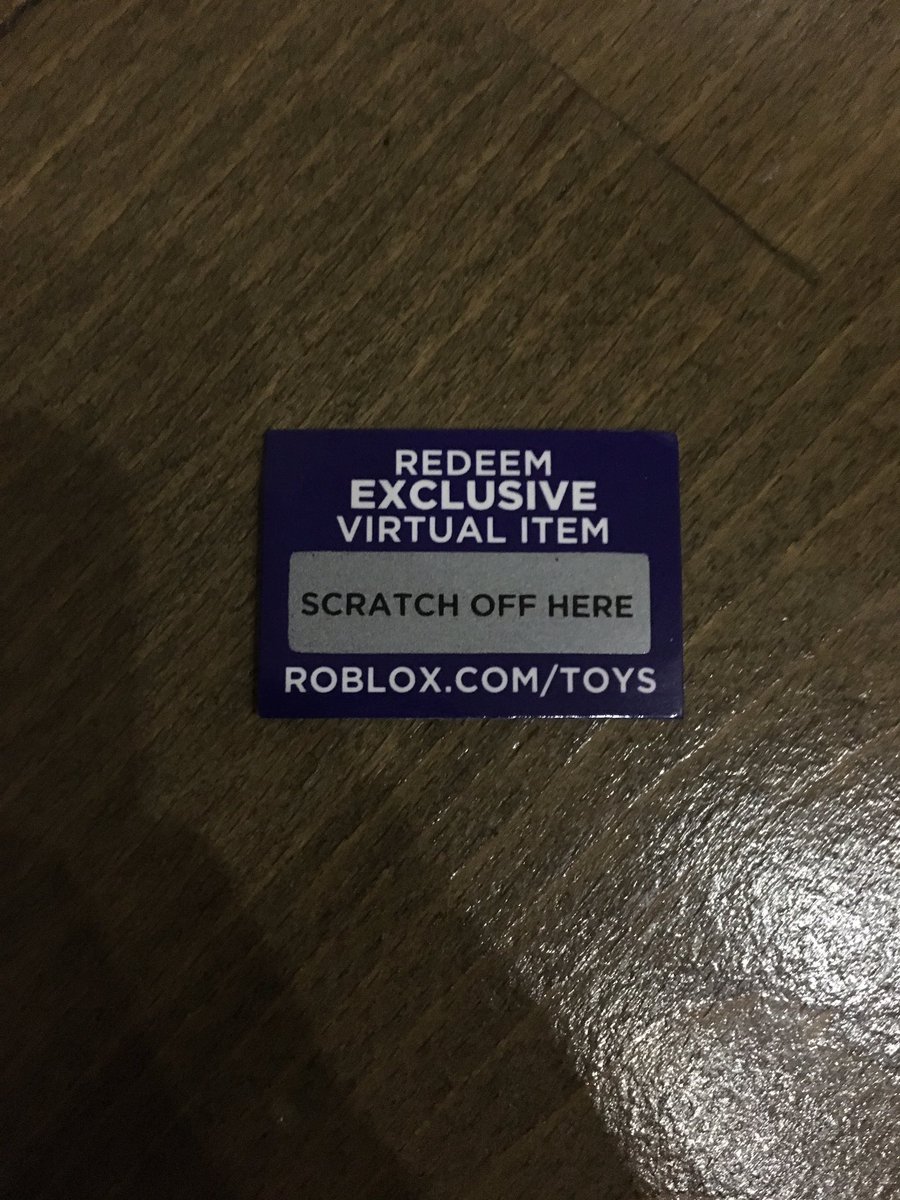 REDEEM
EXCLUSIVE
VIRTUAL ITEM
SCRATCH OFF HERE
ROBLOX.COM/TOYS